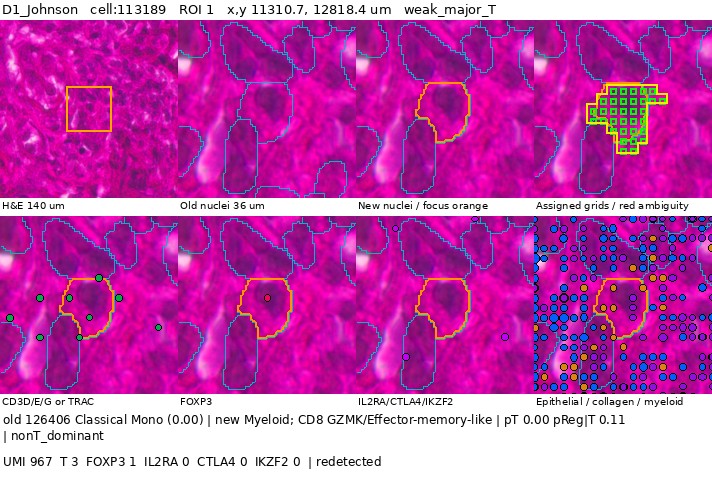 D1_Johnson   cell:113189   ROI 1   x,y 11310.7, 12818.4 um   weak_major_T
H&E 140 um
Old nuclei 36 um
New nuclei / focus orange
Assigned grids / red ambiguity
CD3D/E/G or TRAC
FOXP3
IL2RA/CTLA4/IKZF2
Epithelial / collagen / myeloid
old 126406 Classical Mono (0.00) | new Myeloid; CD8 GZMK/Effector-memory-like | pT 0.00 pReg|T 0.11
| nonT_dominant
UMI 967  T 3  FOXP3 1  IL2RA 0  CTLA4 0  IKZF2 0  | redetected